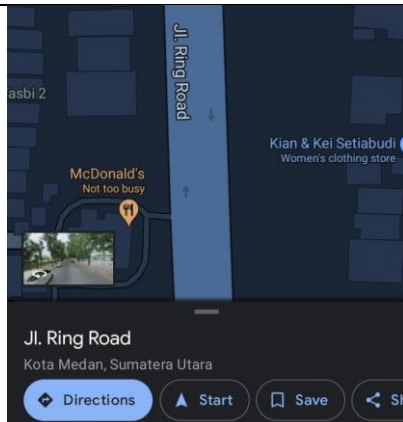 Jl. Ring Road
asbi 2
Kian & Kei Setiabudi
Women's clothing store
McDonald's
Not too busy
Jl. Ring Road
Kota Medan, Sumatera Utara
Directions
Start
Save
Sh